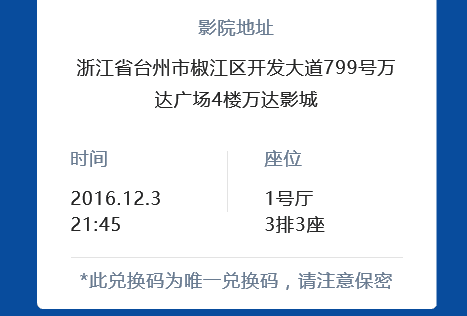 影院地址
浙江省台州市椒江区开发大道799号万
达广场4楼万达影城
时间
2016.12.3
21:45
座位
1号厅
3排3座
*此兑换码为唯一兑换码，请注意保密